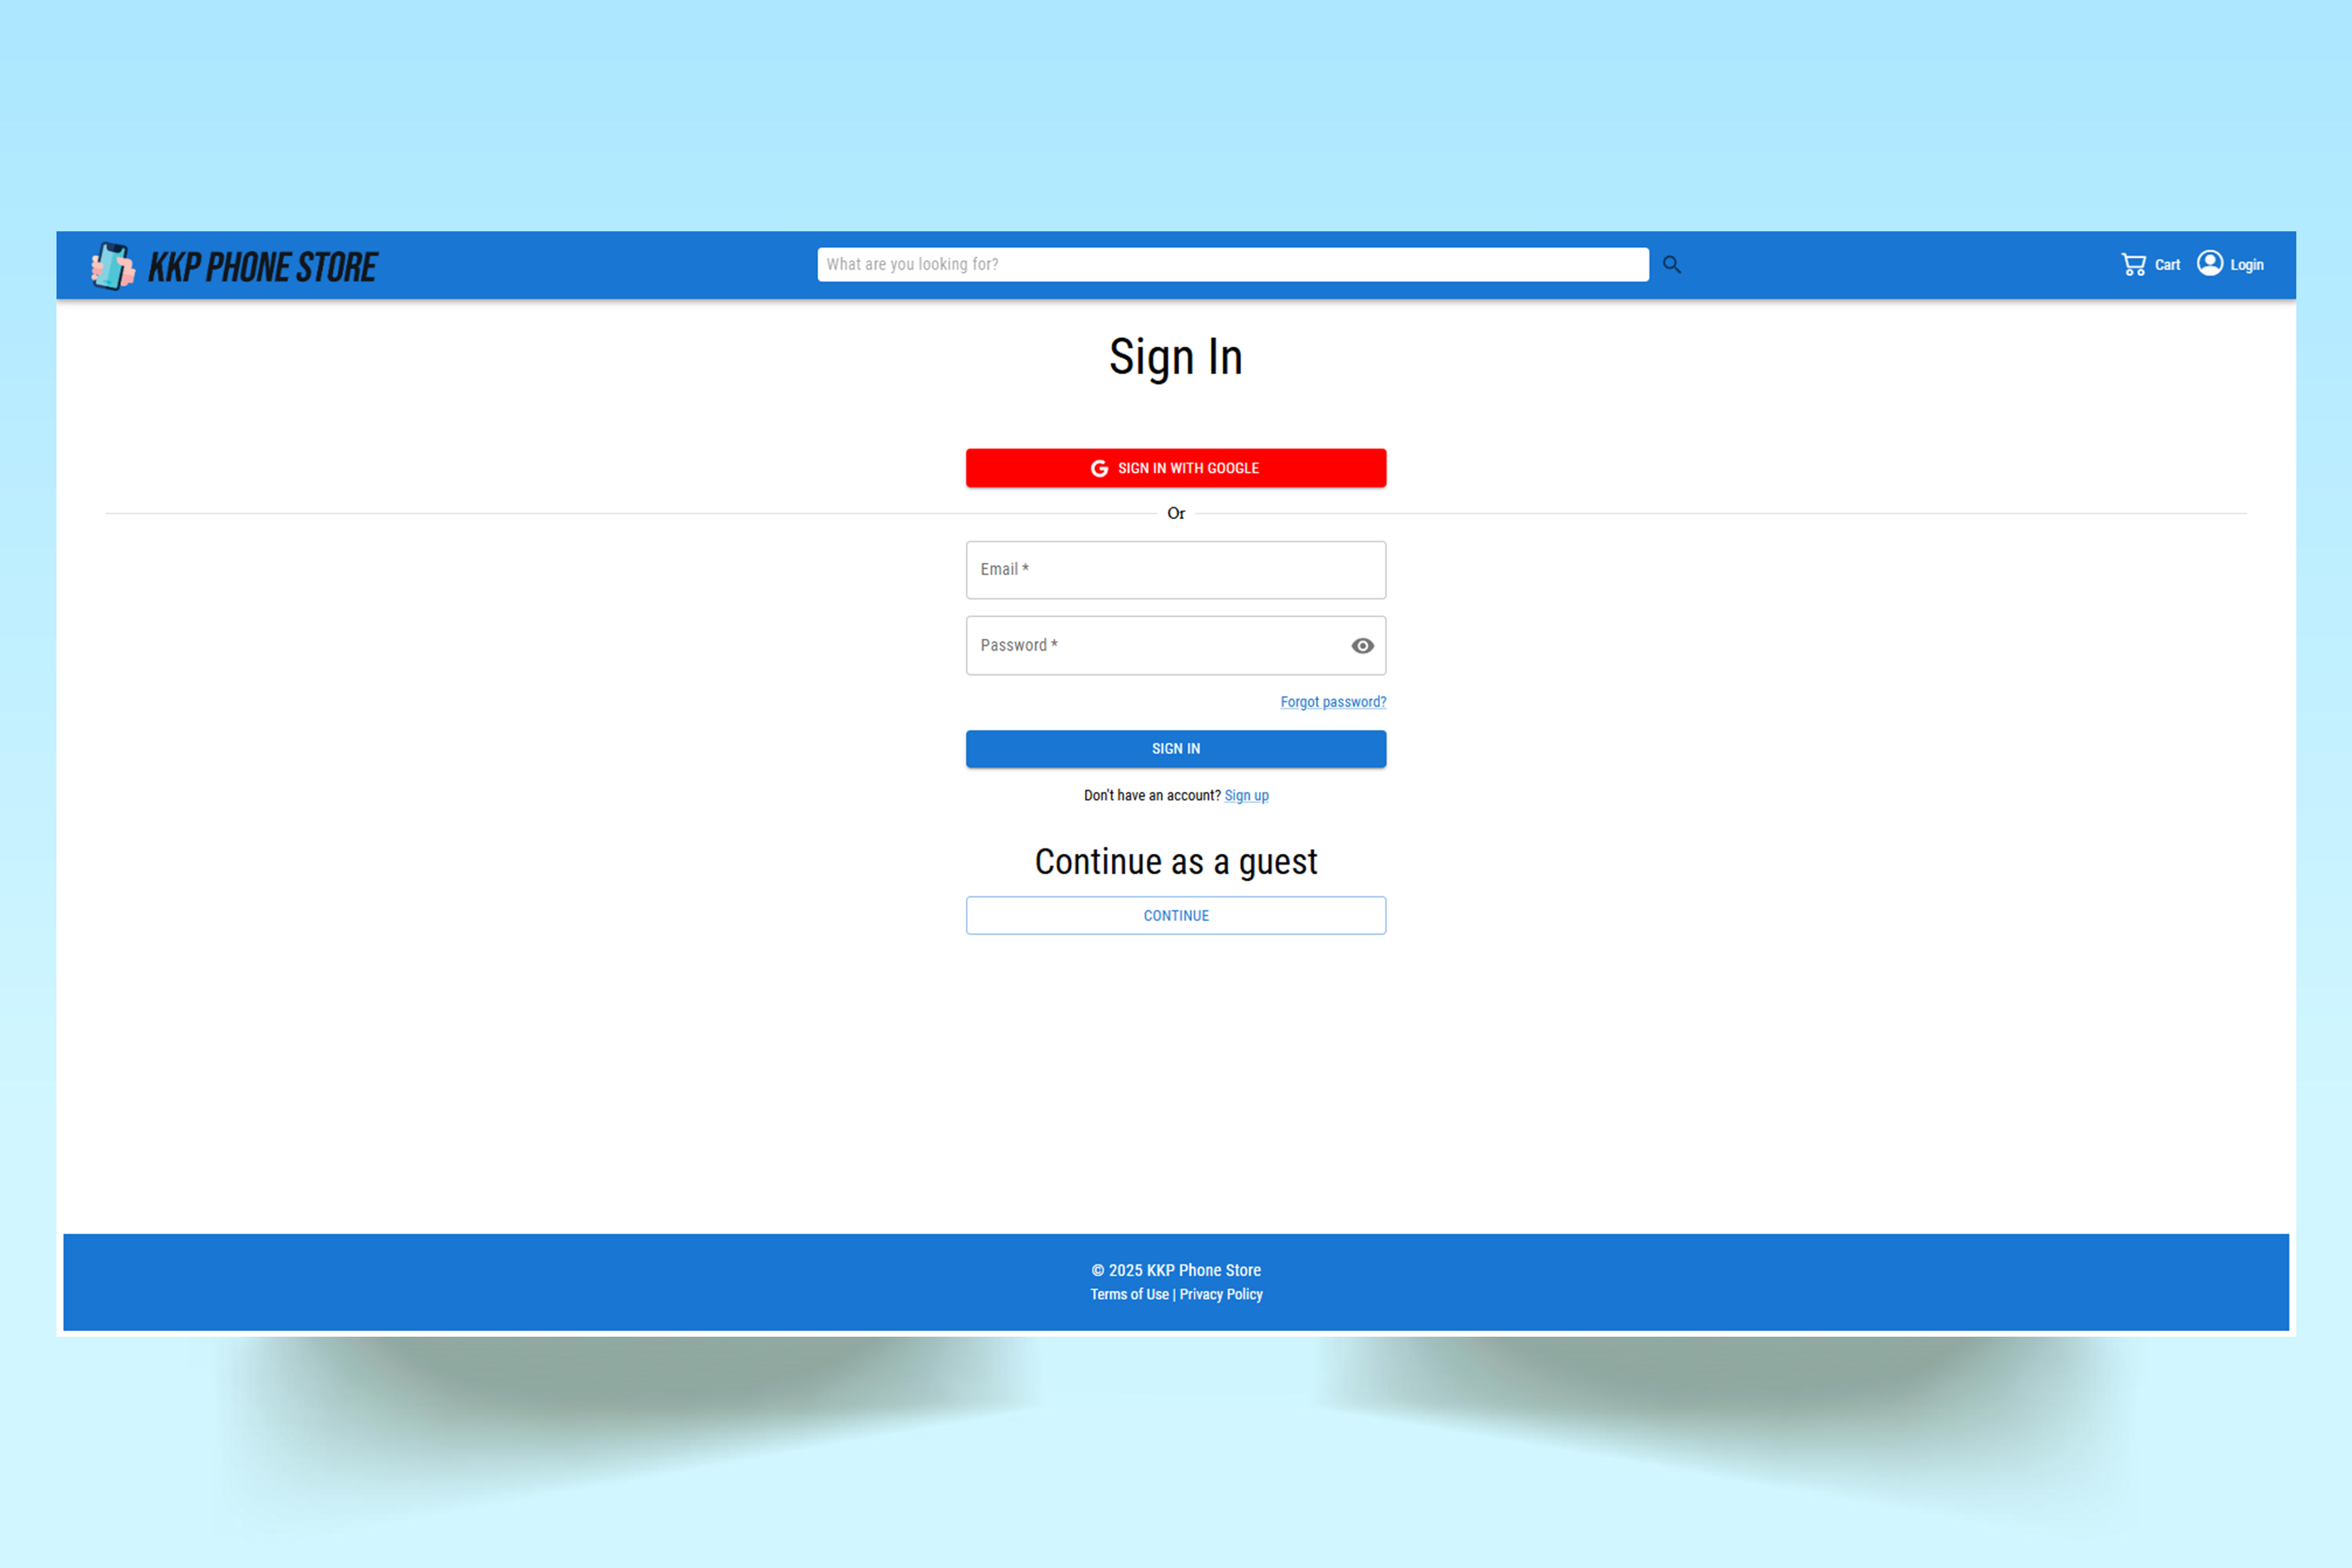 KKP PHONE STORE
What are you looking for?
Cart
Login
Sign In
SIGN IN WITH GOOGLE
Or
Email *
Password *
Forgot password?
SIGN IN
Don't have an account? Sign up
Continue as a guest
CONTINUE
© 2025 KKP Phone Store
Terms of Use | Privacy Policy